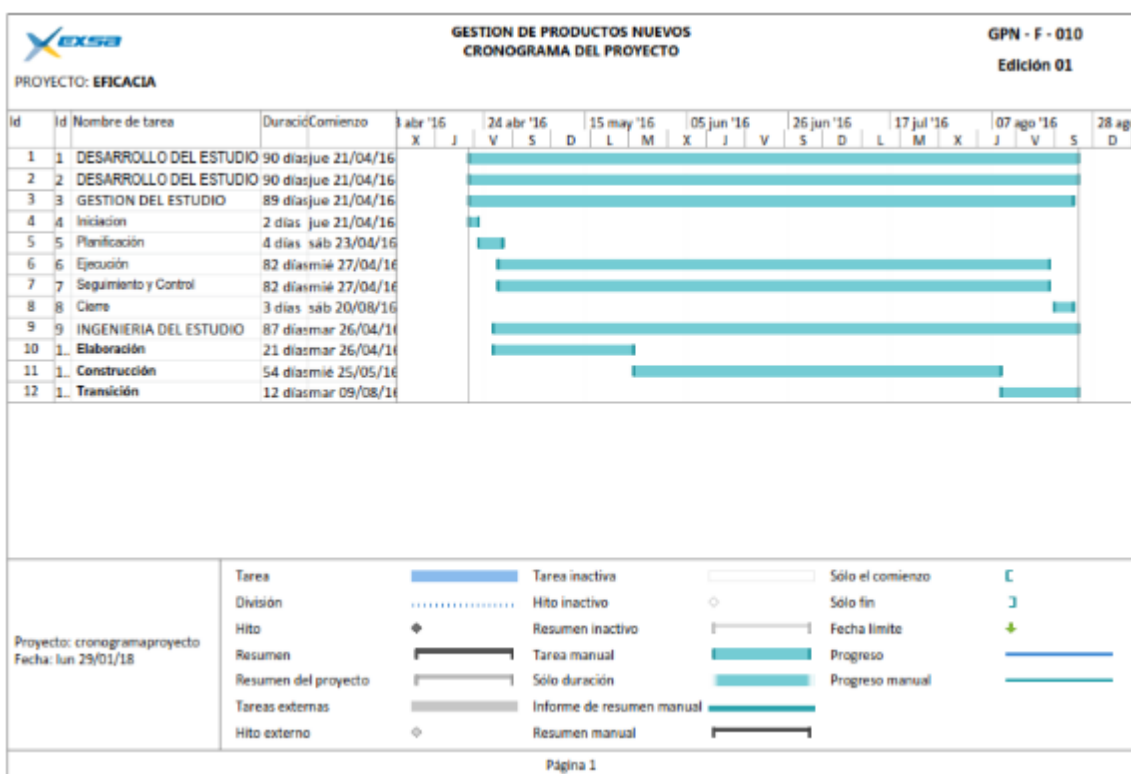 exsa
GESTION DE PRODUCTOS NUEVOS
CRONOGRAMA DEL PROYECTO
GPN - F - 010
Edición 01
PROYECTO: EFICACIA
Id Id Nombre de tarea Duració Comienzo abr '16 24 abr '16 15 may '16 05 jun '16 26 jun '16 17 jul '16 07 ago '16 28 ago
X J V S D L M X J V S D L M X J V S D
1 1 DESARROLLO DEL ESTUDIO 90 días jue 21/04/16
2 2 DESARROLLO DEL ESTUDIO 90 días jue 21/04/16
3 3 GESTION DEL ESTUDIO 89 días jue 21/04/16
4 4 Iniciacion 2 días jue 21/04/16
5 5 Planificación 4 días sáb 23/04/16
6 6 Ejecución 82 días mié 27/04/16
7 7 Seguimiento y Control 82 días mié 27/04/16
8 8 Cierre 3 días sáb 20/08/16
9 9 INGENIERIA DEL ESTUDIO 87 días mar 26/04/16
10 1.. Elaboración 21 días mar 26/04/16
11 1.. Construcción 54 días mié 25/05/16
12 1.. Transición 12 días mar 09/08/16
Proyecto: cronogramaproyecto
Fecha: lun 29/01/18
Tarea Tarea inactiva Sólo el comienzo
División Hito inactivo Sólo fin
Hito Resumen inactivo Fecha límite
Resumen Tarea manual Progreso
Resumen del proyecto Sólo duración Progreso manual
Tareas externas Informe de resumen manual
Hito externo Resumen manual
Página 1